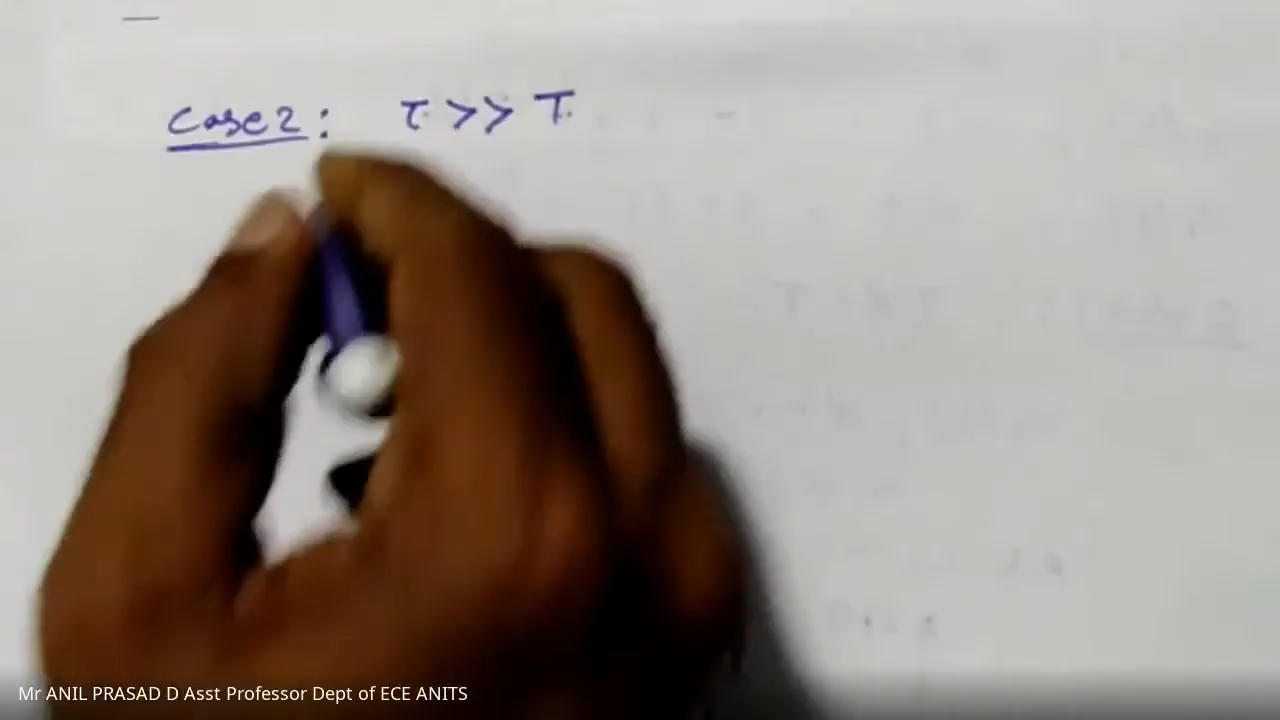 Case 2: τ >> T
Mr ANIL PRASAD D Asst Professor Dept of ECE ANITS